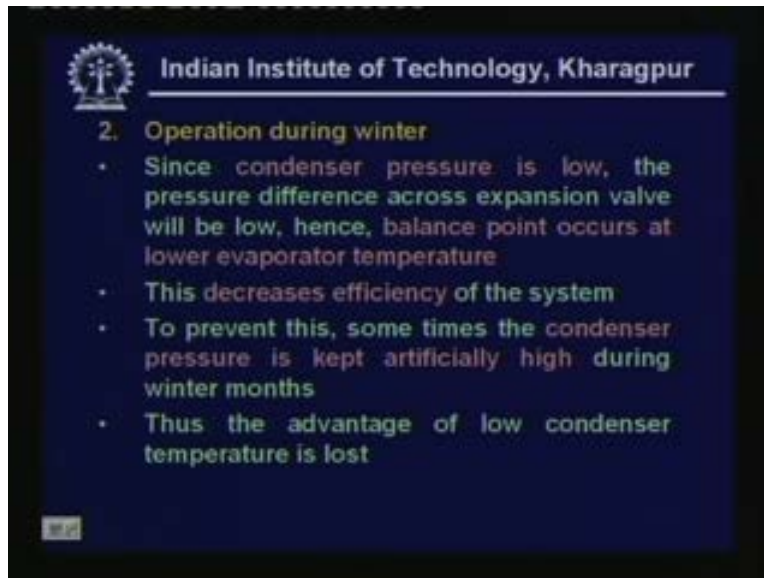 Indian Institute of Technology, Kharagpur
2. Operation during winter
• Since condenser pressure is low, the
pressure difference across expansion valve
will be low, hence, balance point occurs at
lower evaporator temperature
• This decreases efficiency of the system
• To prevent this, some times the condenser
pressure is kept artificially high during
winter months
• Thus the advantage of low condenser
temperature is lost